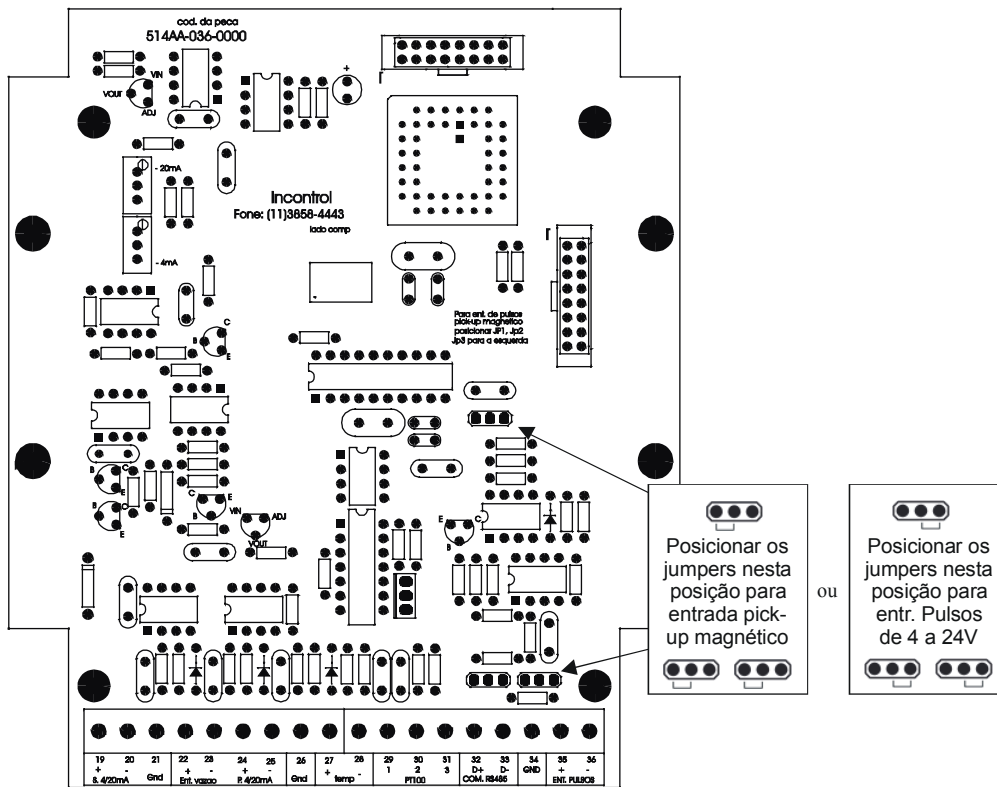 cod. da peca
514AA-036-0000
VIN
VOUT
ADJ
+
- 20mA
- 4mA
Incontrol
Fone: (11)3858-4443
lado comp
Para ent. de pulsos
pick-up magnetico
posicionar JP1, Jp2
Jp3 para a esquerda
C
B
E
B
C
E
B
C
E
C
E
B
VIN
ADJ
VOUT
E
C
B
Posicionar os
jumpers nesta
posição para
entrada pick-
up magnético
ou
Posicionar os
jumpers nesta
posição para
entr. Pulsos
de 4 a 24V
19 20 21 22 23 24 25 26 27 28 29 30 31 32 33 34 35 36
+ - Gnd + - + - Gnd + temp - 1 2 3 D+ D- GND + -
S. 4/20mA Ent. vazao P. 4/20mA PT100 COM. RS485 ENT. PULSOS